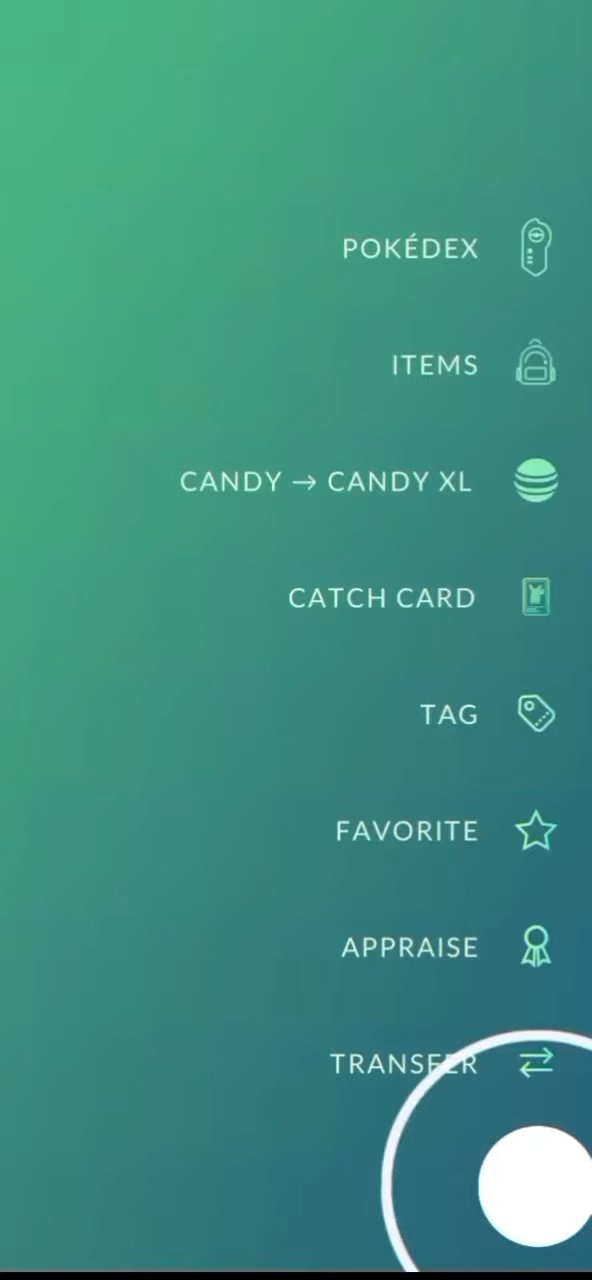 POKÉDEX
ITEMS
CANDY → CANDY XL
CATCH CARD
TAG
FAVORITE
APPRAISE
TRANSFER